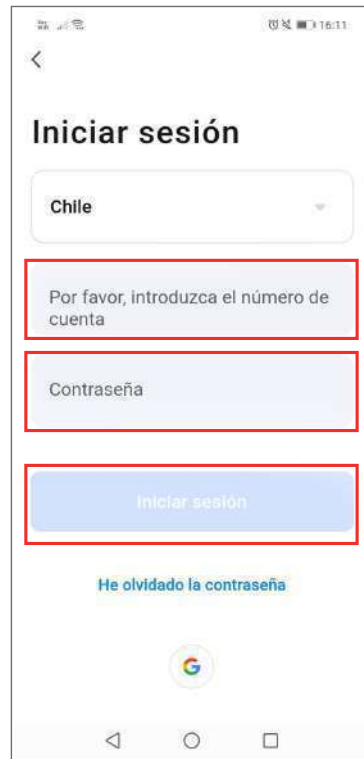 16:11
Iniciar sesión
Chile
Por favor, introduzca el número de
cuenta
Contraseña
Iniciar sesión
He olvidado la contraseña
G